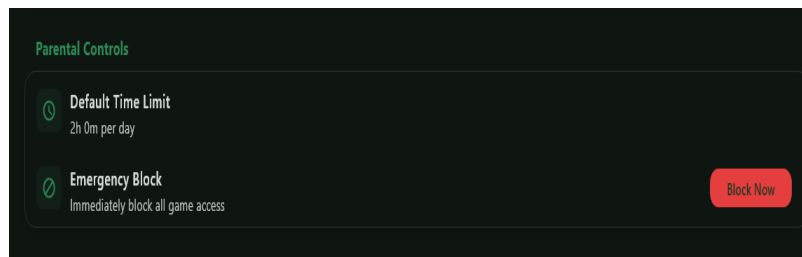 Parental Controls
Default Time Limit
2h 0m per day
Emergency Block
Immediately block all game access
Block Now